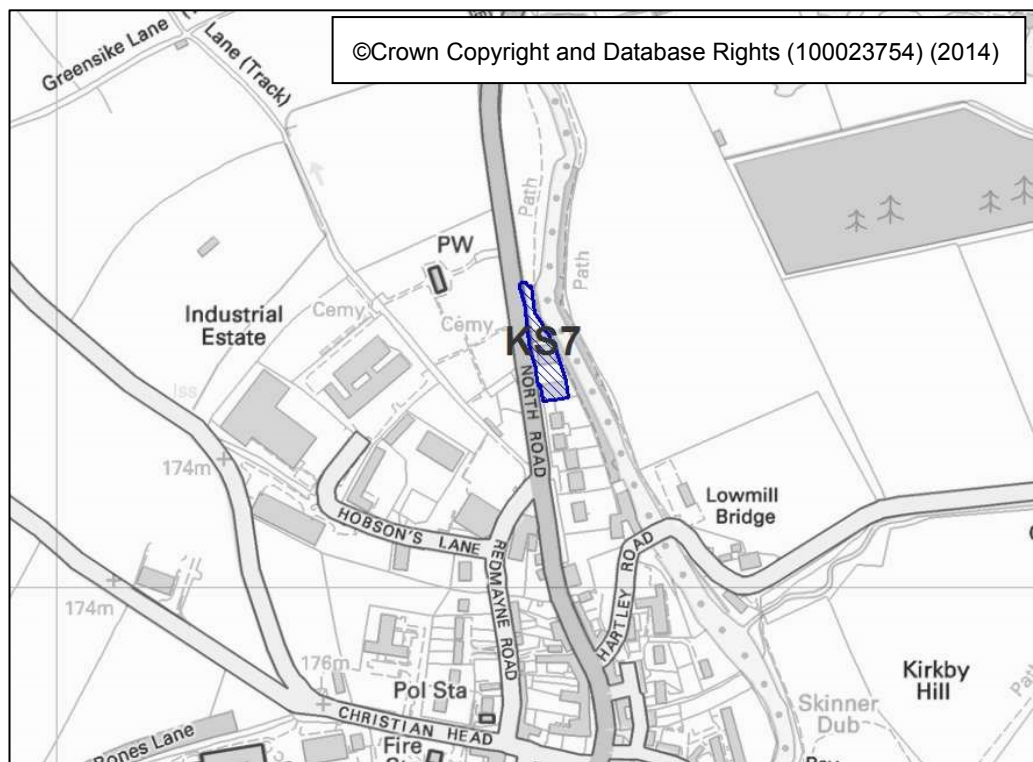 ©Crown Copyright and Database Rights (100023754) (2014)
Greensike Lane
Lane (Track)
Path
PW
Path
Industrial
Estate
Cemy
Cemy
KS7
Iss
NORTH ROAD
174m
Lowmill
Bridge
HOBSON'S LANE
REDMAYNE ROAD
HARTLEY ROAD
174m
176m
Kirkby
Hill
Path
Pol Sta
Skinner
Dub
CHRISTIAN HEAD
Fire
Bones Lane